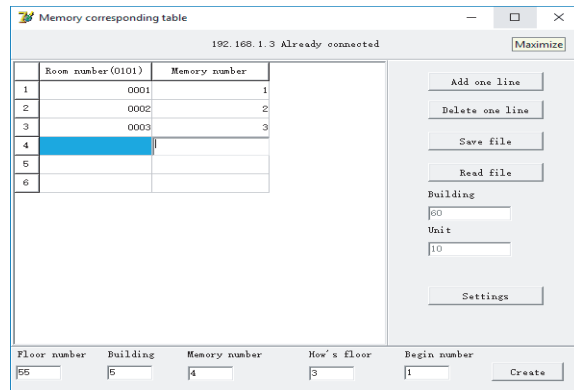 Memory corresponding table
192.168.1.3 Already connected
Maximize
Room number(0101) Memory number
1 0001 1
2 0002 2
3 0003 3
4
5
6
Add one line
Delete one line
Save file
Read file
Building
60
Unit
10
Settings
Floor number Building Memory number How's floor Begin number
55 5 4 3 1 Create